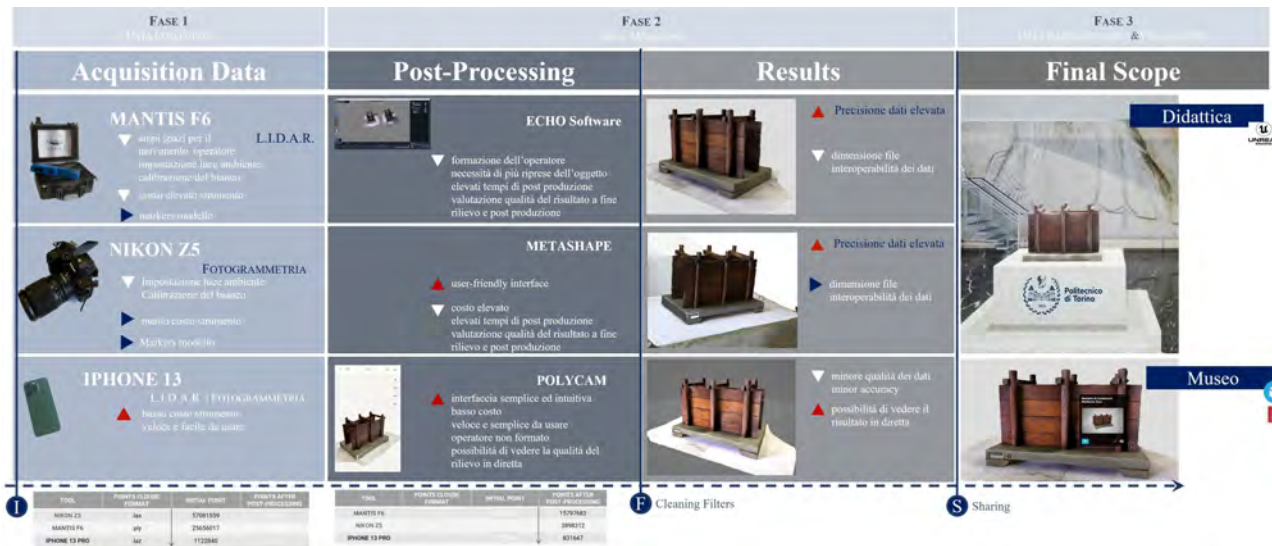 FASE 1
FASE 2
FASE 3
&
Acquisition Data
Post-Processing
Results
Final Scope
MANTIS F6
L.I.D.A.R.
ampi spazi per il
movimento operatore
impostazione luce ambiente
calibrazione del bianco
costo elevato strumento
markers modello
ECHO Software
formazione dell'operatore
necessità di più riprese dell'oggetto
elevati tempi di post produzione
valutazione qualità del risultato a fine
rilievo e post produzione
Precisione dati elevata
dimensione file
interoperabilità dei dati
Didattica
UNREAL
NIKON Z5
FOTOGRAMMETRIA
Impostazione luce ambiente
Calibrazione del bianco
medio costo strumento
Markers modello
METASHAPE
user-friendly interface
costo elevato
elevati tempi di post produzione
valutazione qualità del risultato a fine
rilievo e post produzione
Precisione dati elevata
dimensione file
interoperabilità dei dati
Politecnico
di Torino
IPHONE 13
L.I.D.A.R. | FOTOGRAMMETRIA
basso costo strumento
veloce e facile da usare
POLYCAM
interfaccia semplice ed intuitiva
basso costo
veloce e semplice da usare
operatore non formato
possibilità di vedere la qualità del
rilievo in diretta
minore qualità dei dati
minor accuracy
possibilità di vedere il
risultato in diretta
Museo
I
F
Cleaning Filters
S
Sharing
TOOL POINTS CLOUD FORMAT INITIAL POINT POINTS AFTER POST-PROCESSING
NIKON Z5 .las 57081559
MANTIS F6 .ply 25656017
IPHONE 13 PRO .laz 1122840
TOOL POINTS CLOUD FORMAT INITIAL POINT POINTS AFTER POST-PROCESSING
MANTIS F6 15797683
NIKON Z5 3898312
IPHONE 13 PRO 831647